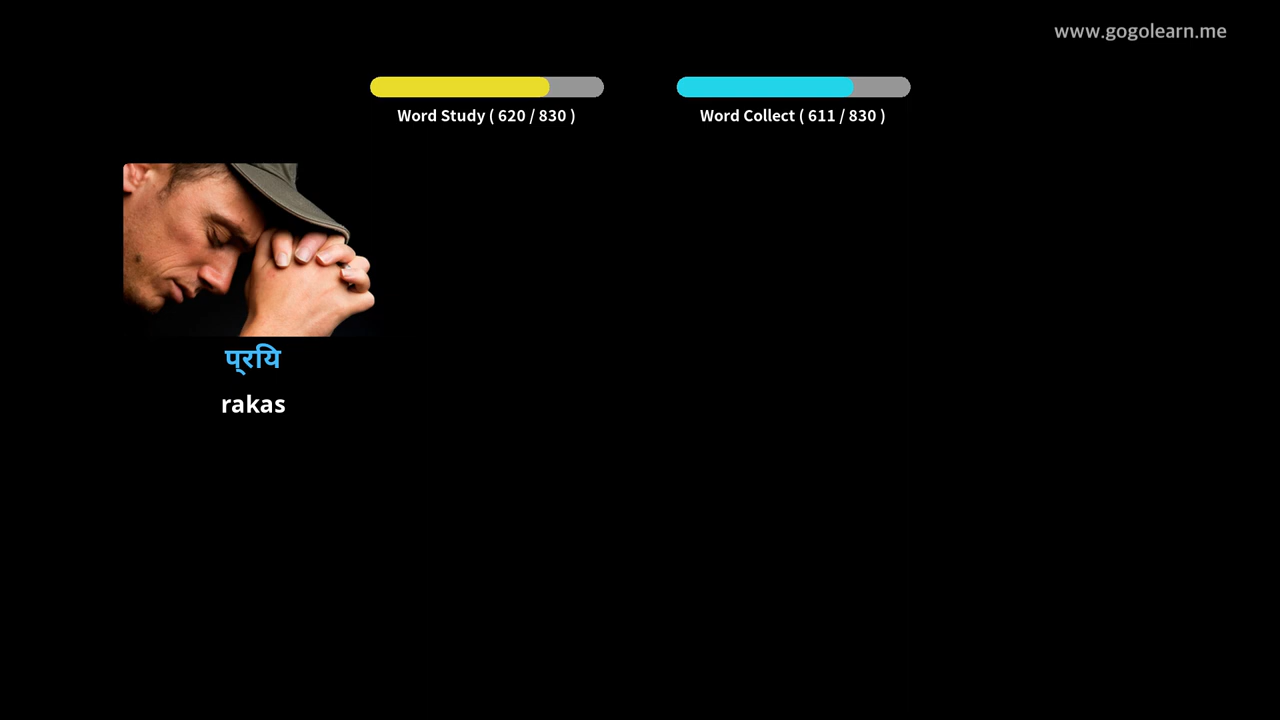 www.gogolearn.me
Word Study ( 620 / 830 )
Word Collect ( 611 / 830 )
प्रयि
rakas